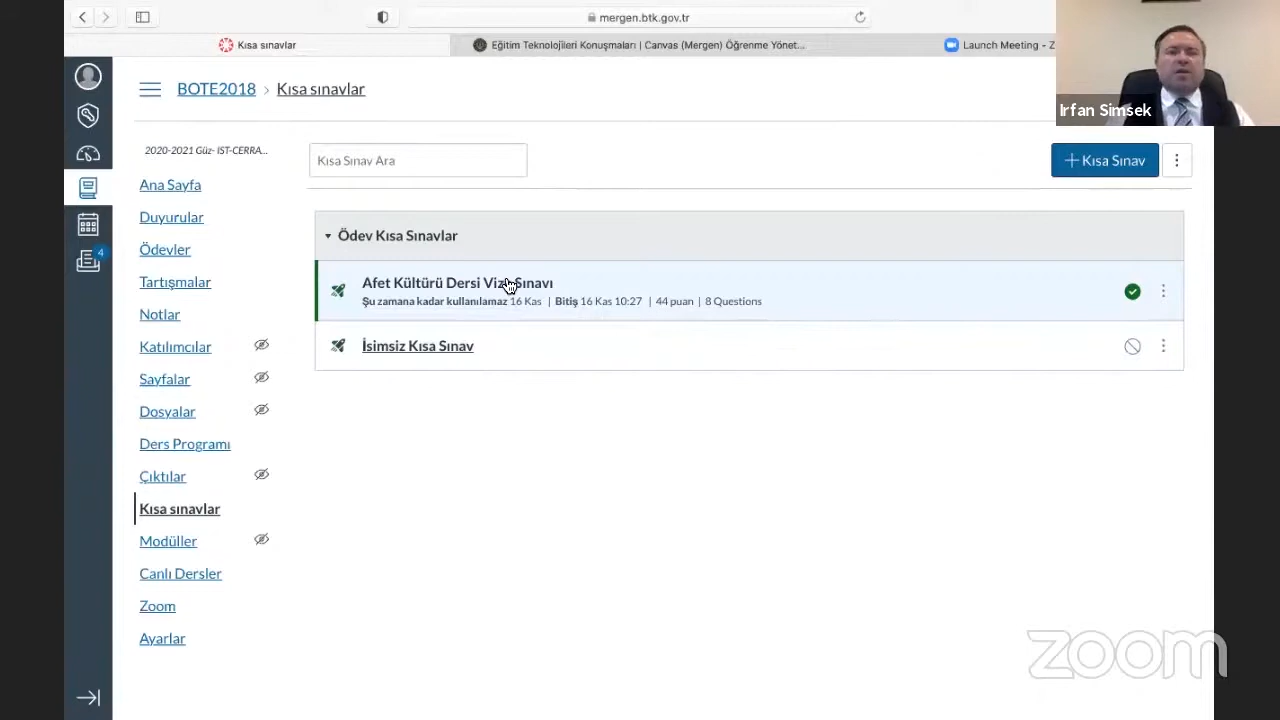 mergen.btk.gov.tr
Kısa sınavlar
Eğitim Teknolojileri Konuşmaları | Canvas (Mergen) Öğrenme Yönet...
Launch Meeting - Z
Irfan Simsek
BOTE2018 › Kısa sınavlar
2020-2021 Güz- IST-CERRA...
Kısa Sınav Ara
+ Kısa Sınav
Ana Sayfa
Duyurular
Ödevler
Tartışmalar
Notlar
Katılımcılar
Sayfalar
Dosyalar
Ders Programı
Çıktılar
Kısa sınavlar
Modüller
Canlı Dersler
Zoom
Ayarlar
4
Ödev Kısa Sınavlar
Afet Kültürü Dersi Vize Sınavı
Şu zamana kadar kullanılamaz 16 Kas | Bitiş 16 Kas 10:27 | 44 puan | 8 Questions
İsimsiz Kısa Sınav
zoom